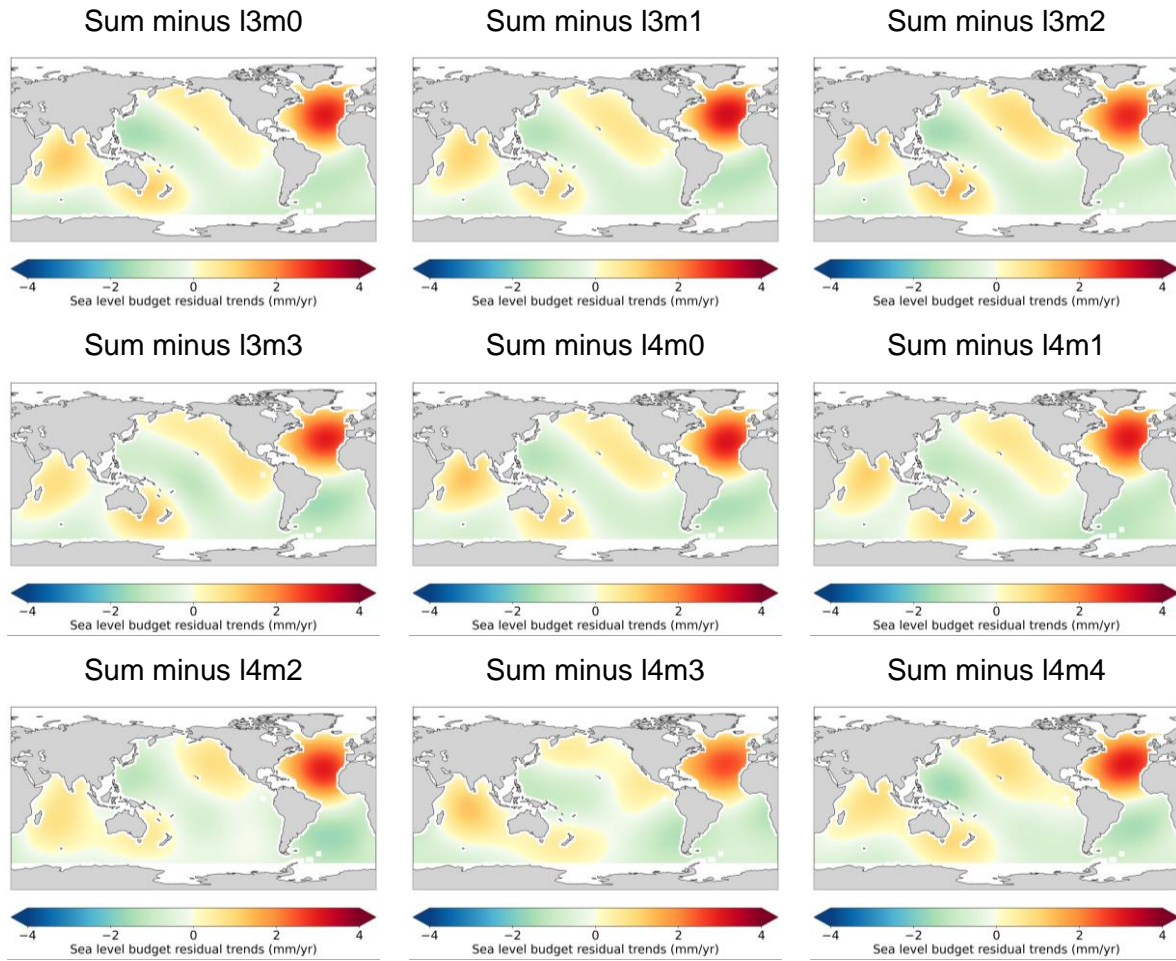 Sum minus l3m0
Sum minus l3m1
Sum minus l3m2
−4 −2 0 2 4
Sea level budget residual trends (mm/yr)
−4 −2 0 2 4
Sea level budget residual trends (mm/yr)
−4 −2 0 2 4
Sea level budget residual trends (mm/yr)
Sum minus l3m3
Sum minus l4m0
Sum minus l4m1
−4 −2 0 2 4
Sea level budget residual trends (mm/yr)
−4 −2 0 2 4
Sea level budget residual trends (mm/yr)
−4 −2 0 2 4
Sea level budget residual trends (mm/yr)
Sum minus l4m2
Sum minus l4m3
Sum minus l4m4
−4 −2 0 2 4
Sea level budget residual trends (mm/yr)
−4 −2 0 2 4
Sea level budget residual trends (mm/yr)
−4 −2 0 2 4
Sea level budget residual trends (mm/yr)